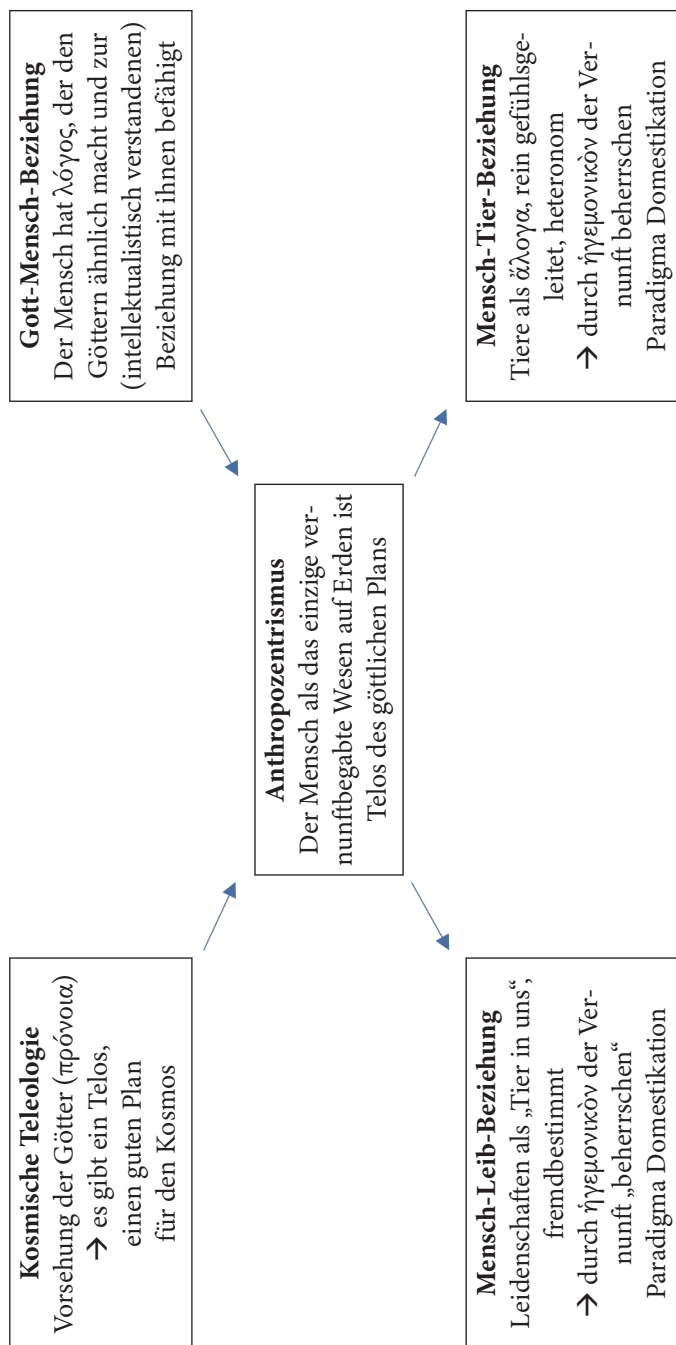 Kosmische Teleologie
Vorsehung der Götter (πρόνοια)
→ es gibt ein Telos,
einen guten Plan
für den Kosmos
Gott-Mensch-Beziehung
Der Mensch hat λόγος, der den
Göttern ähnlich macht und zur
(intellektualistisch verstandenen)
Beziehung mit ihnen befähigt
Anthropozentrismus
Der Mensch als das einzige ver-
nunftbegabte Wesen auf Erden ist
Telos des göttlichen Plans
Mensch-Leib-Beziehung
Leidenschaften als „Tier in uns“,
fremdbestimmt
→ durch ἡγεμονικὸν der Ver-
nunft „beherrschen“
Paradigma Domestikation
Mensch-Tier-Beziehung
Tiere als ἄλογα, rein gefühlsge-
leitet, heteronom
→ durch ἡγεμονικὸν der Ver-
nunft beherrschen
Paradigma Domestikation